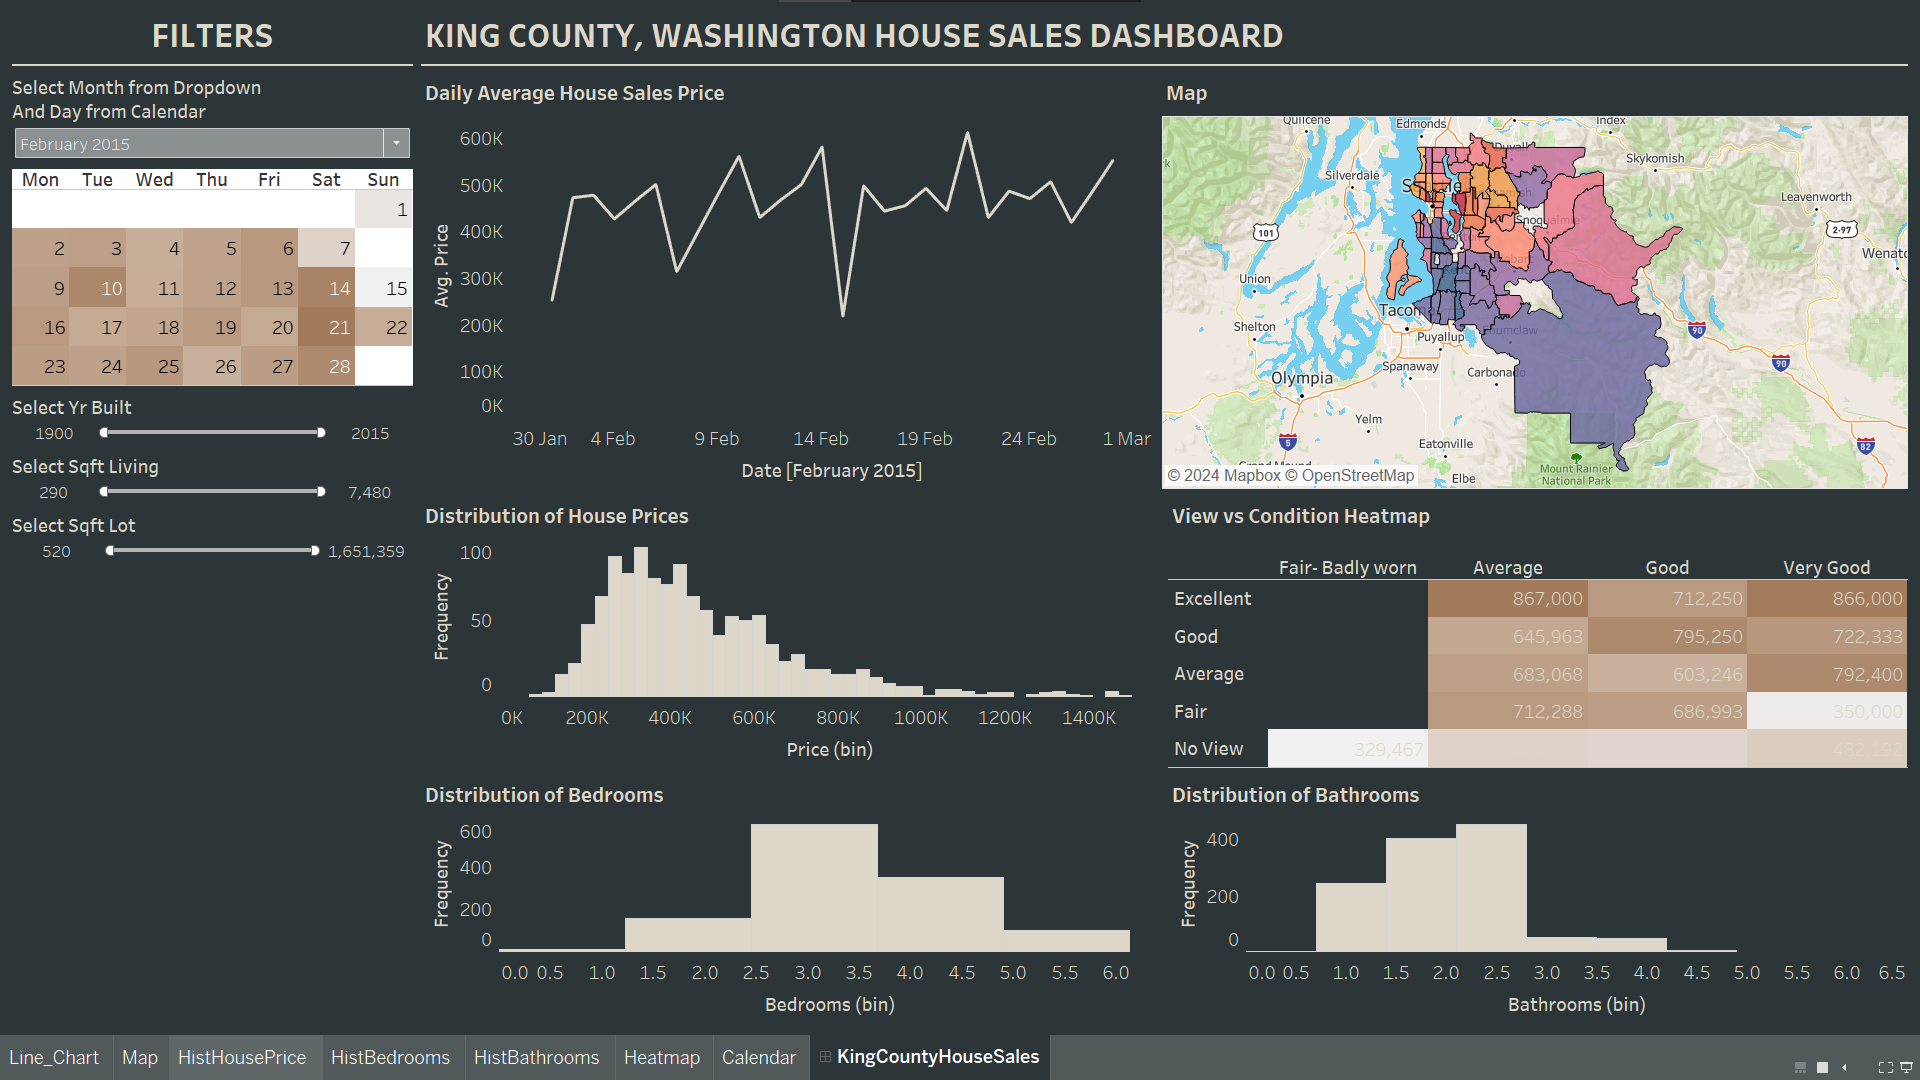 FILTERS
KING COUNTY, WASHINGTON HOUSE SALES DASHBOARD
Select Month from Dropdown
And Day from Calendar
February 2015
Mon Tue Wed Thu Fri Sat Sun
1
2 3 4 5 6 7
9 10 11 12 13 14 15
16 17 18 19 20 21 22
23 24 25 26 27 28
Select Yr Built
1900 2015
Select Sqft Living
290 7,480
Select Sqft Lot
520 1,651,359
Daily Average House Sales Price
Avg. Price
600K
500K
400K
300K
200K
100K
0K
30 Jan 4 Feb 9 Feb 14 Feb 19 Feb 24 Feb 1 Mar
Date [February 2015]
Map
Quilcene
Edmonds
Index
Duvall
Skykomish
Silverdale
Leavenworth
101
2-97
Union
Shelton
Puyallup
90
Spanaway
Carbonado
90
Olympia
Yelm
5
Eatonville
82
Mount Rainier
National Park
Elbe
© 2024 Mapbox © OpenStreetMap
Distribution of House Prices
Frequency
100
50
0
0K 200K 400K 600K 800K 1000K 1200K 1400K
Price (bin)
View vs Condition Heatmap
Fair- Badly worn Average Good Very Good
Excellent 867,000 712,250 866,000
Good 645,963 795,250 722,333
Average 683,068 603,246 792,400
Fair 712,288 686,993 350,000
No View 329,467
Distribution of Bedrooms
Frequency
600
400
200
0
0.0 0.5 1.0 1.5 2.0 2.5 3.0 3.5 4.0 4.5 5.0 5.5 6.0
Bedrooms (bin)
Distribution of Bathrooms
Frequency
400
200
0
0.0 0.5 1.0 1.5 2.0 2.5 3.0 3.5 4.0 4.5 5.0 5.5 6.0 6.5
Bathrooms (bin)
Line_Chart Map HistHousePrice HistBedrooms HistBathrooms Heatmap Calendar KingCountyHouseSales